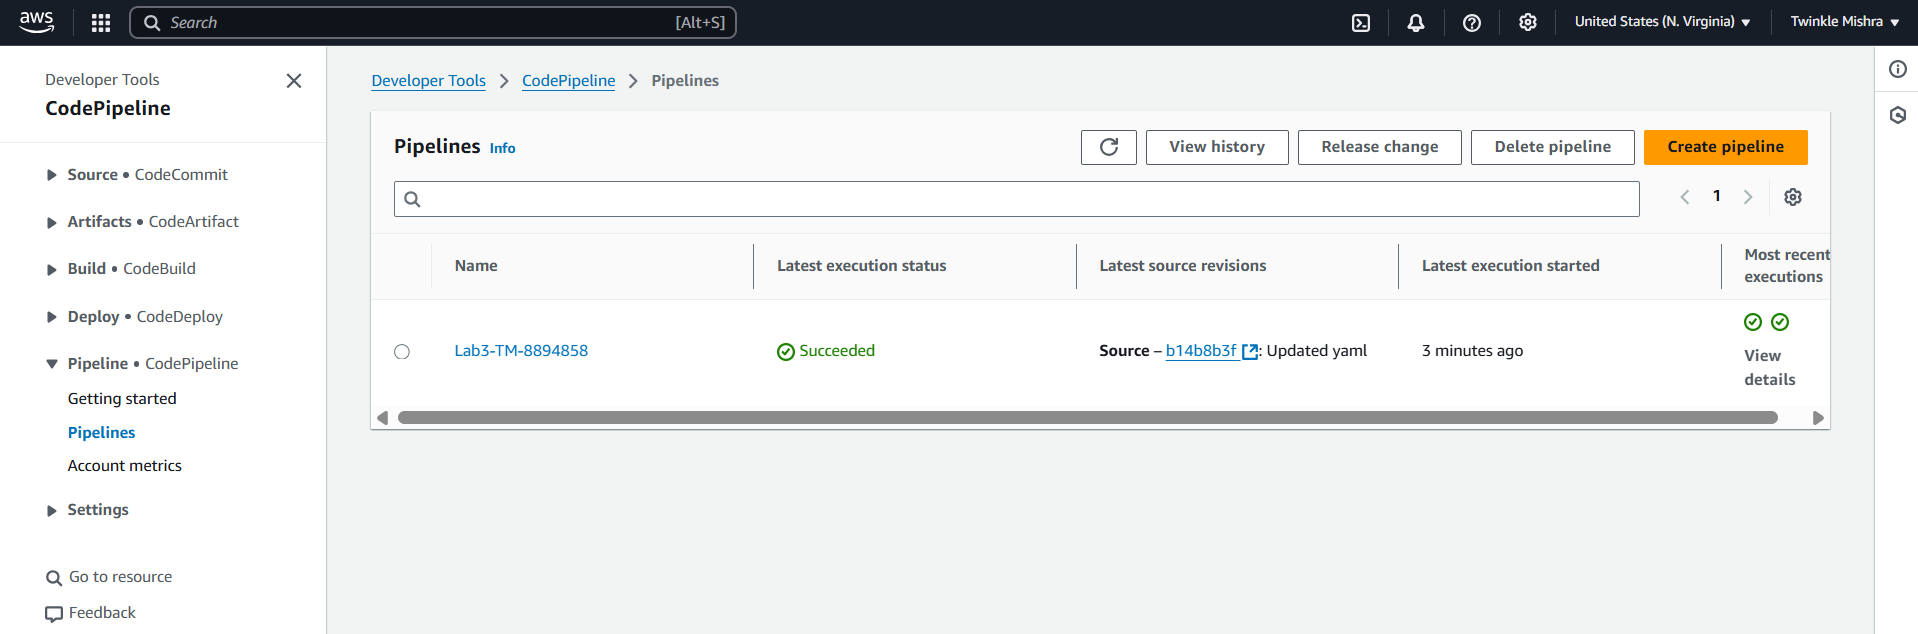 aws
Search [Alt+S]
United States (N. Virginia)
Twinkle Mishra
Developer Tools
CodePipeline
Source • CodeCommit
Artifacts • CodeArtifact
Build • CodeBuild
Deploy • CodeDeploy
Pipeline • CodePipeline
Getting started
Pipelines
Account metrics
Settings
Go to resource
Feedback
Developer Tools > CodePipeline > Pipelines
Pipelines Info
View history
Release change
Delete pipeline
Create pipeline
1
Name
Latest execution status
Latest source revisions
Latest execution started
Most recent
executions
Lab3-TM-8894858
Succeeded
Source – b14b8b3f: Updated yaml
3 minutes ago
View
details